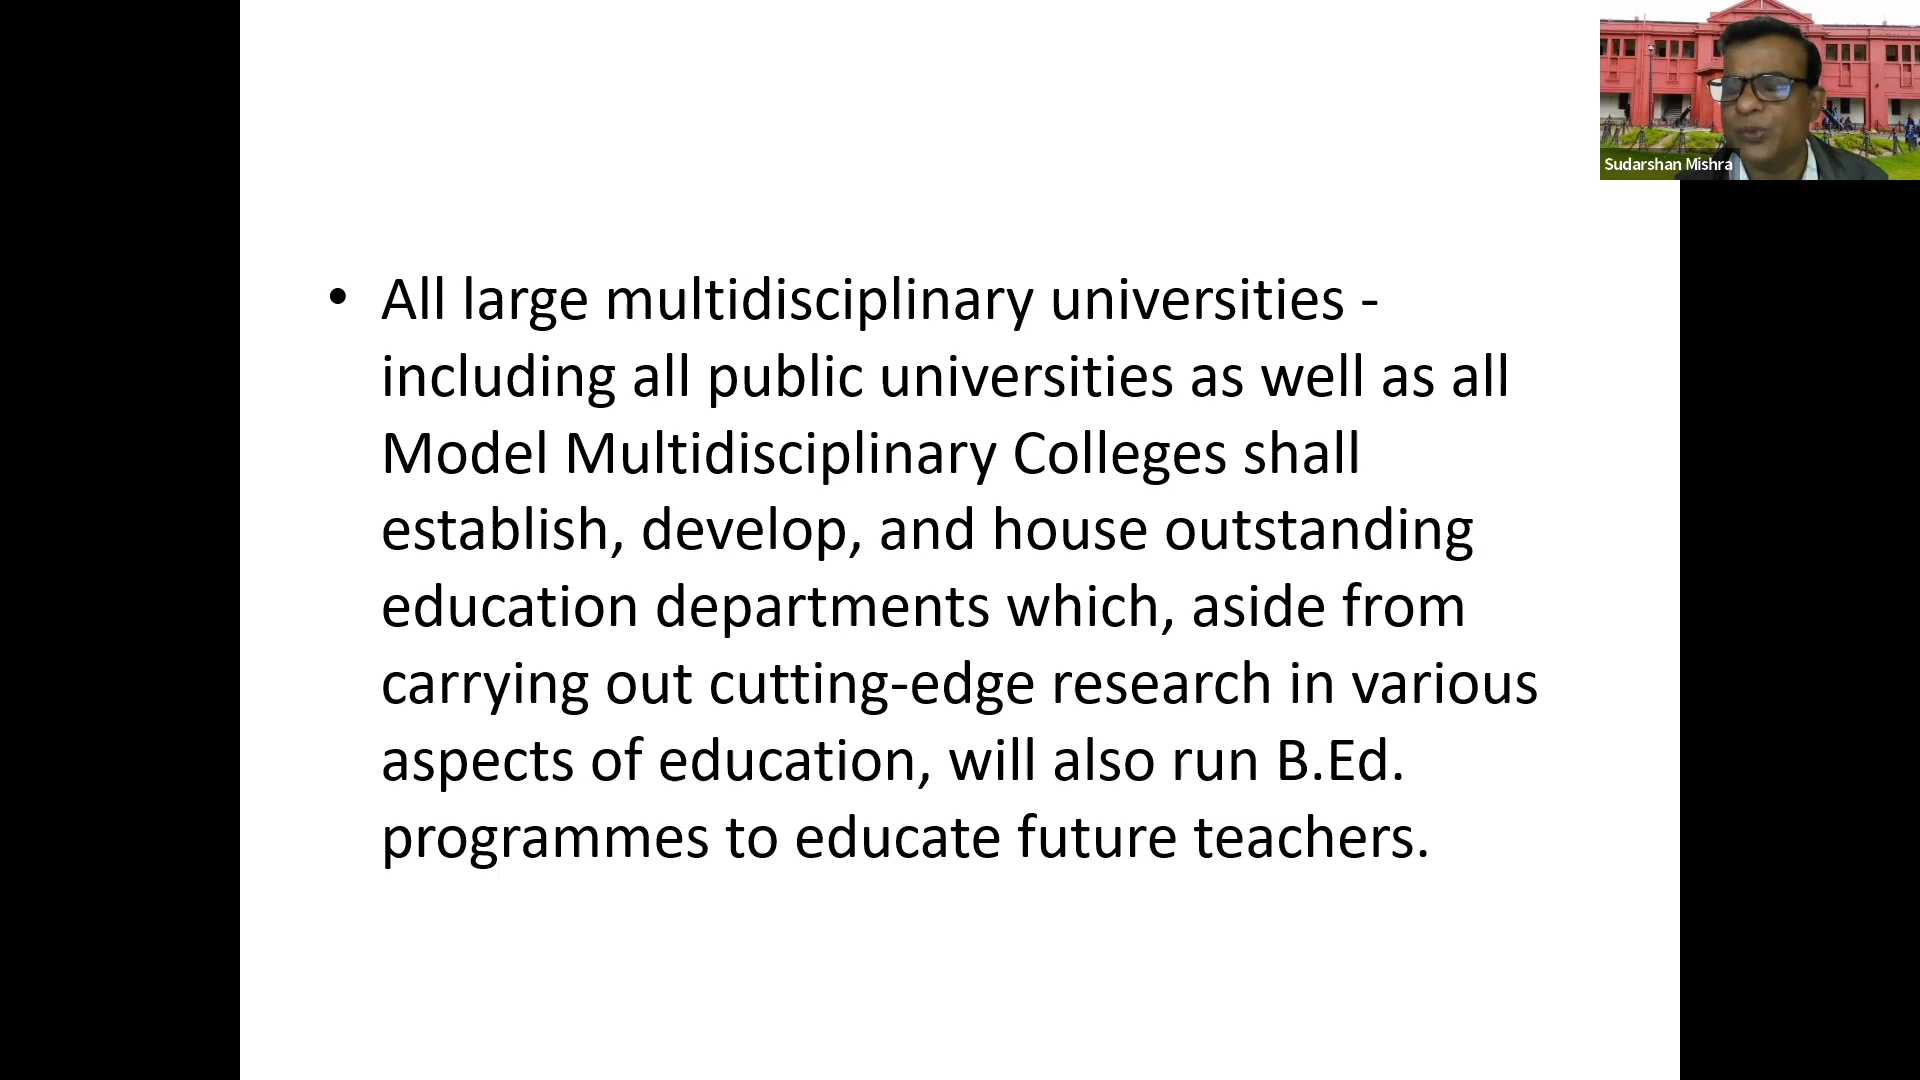 Sudarshan Mishra
• All large multidisciplinary universities -
including all public universities as well as all
Model Multidisciplinary Colleges shall
establish, develop, and house outstanding
education departments which, aside from
carrying out cutting-edge research in various
aspects of education, will also run B.Ed.
programmes to educate future teachers.